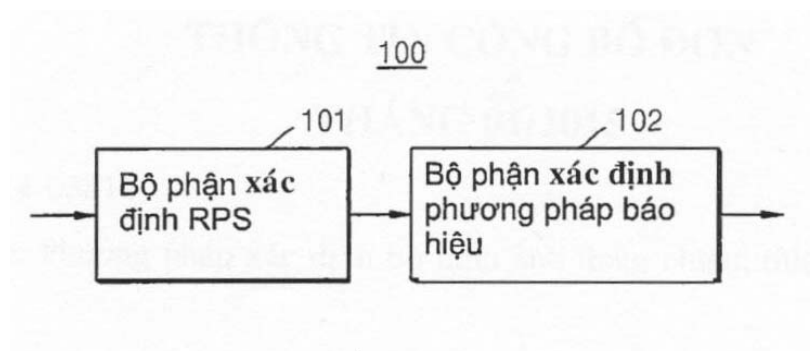 100
101
102
Bộ phận xác
định RPS
Bộ phận xác định
phương pháp báo
hiệu